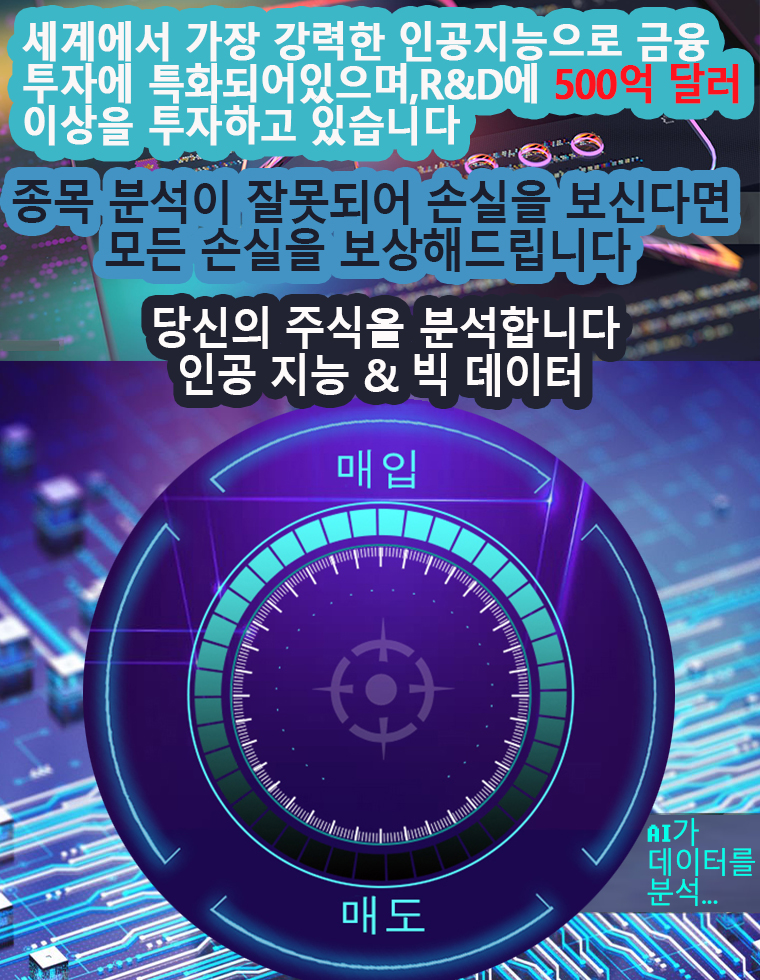 세계에서 가장 강력한 인공지능으로 금융
투자에 특화되어있으며,R&D에 500억 달러
이상을 투자하고 있습니다
종목 분석이 잘못되어 손실을 보신다면
모든 손실을 보상해드립니다
당신의 주식을 분석합니다
인공 지능 & 빅 데이터
매입
매도
AI가
데이터를
분석...